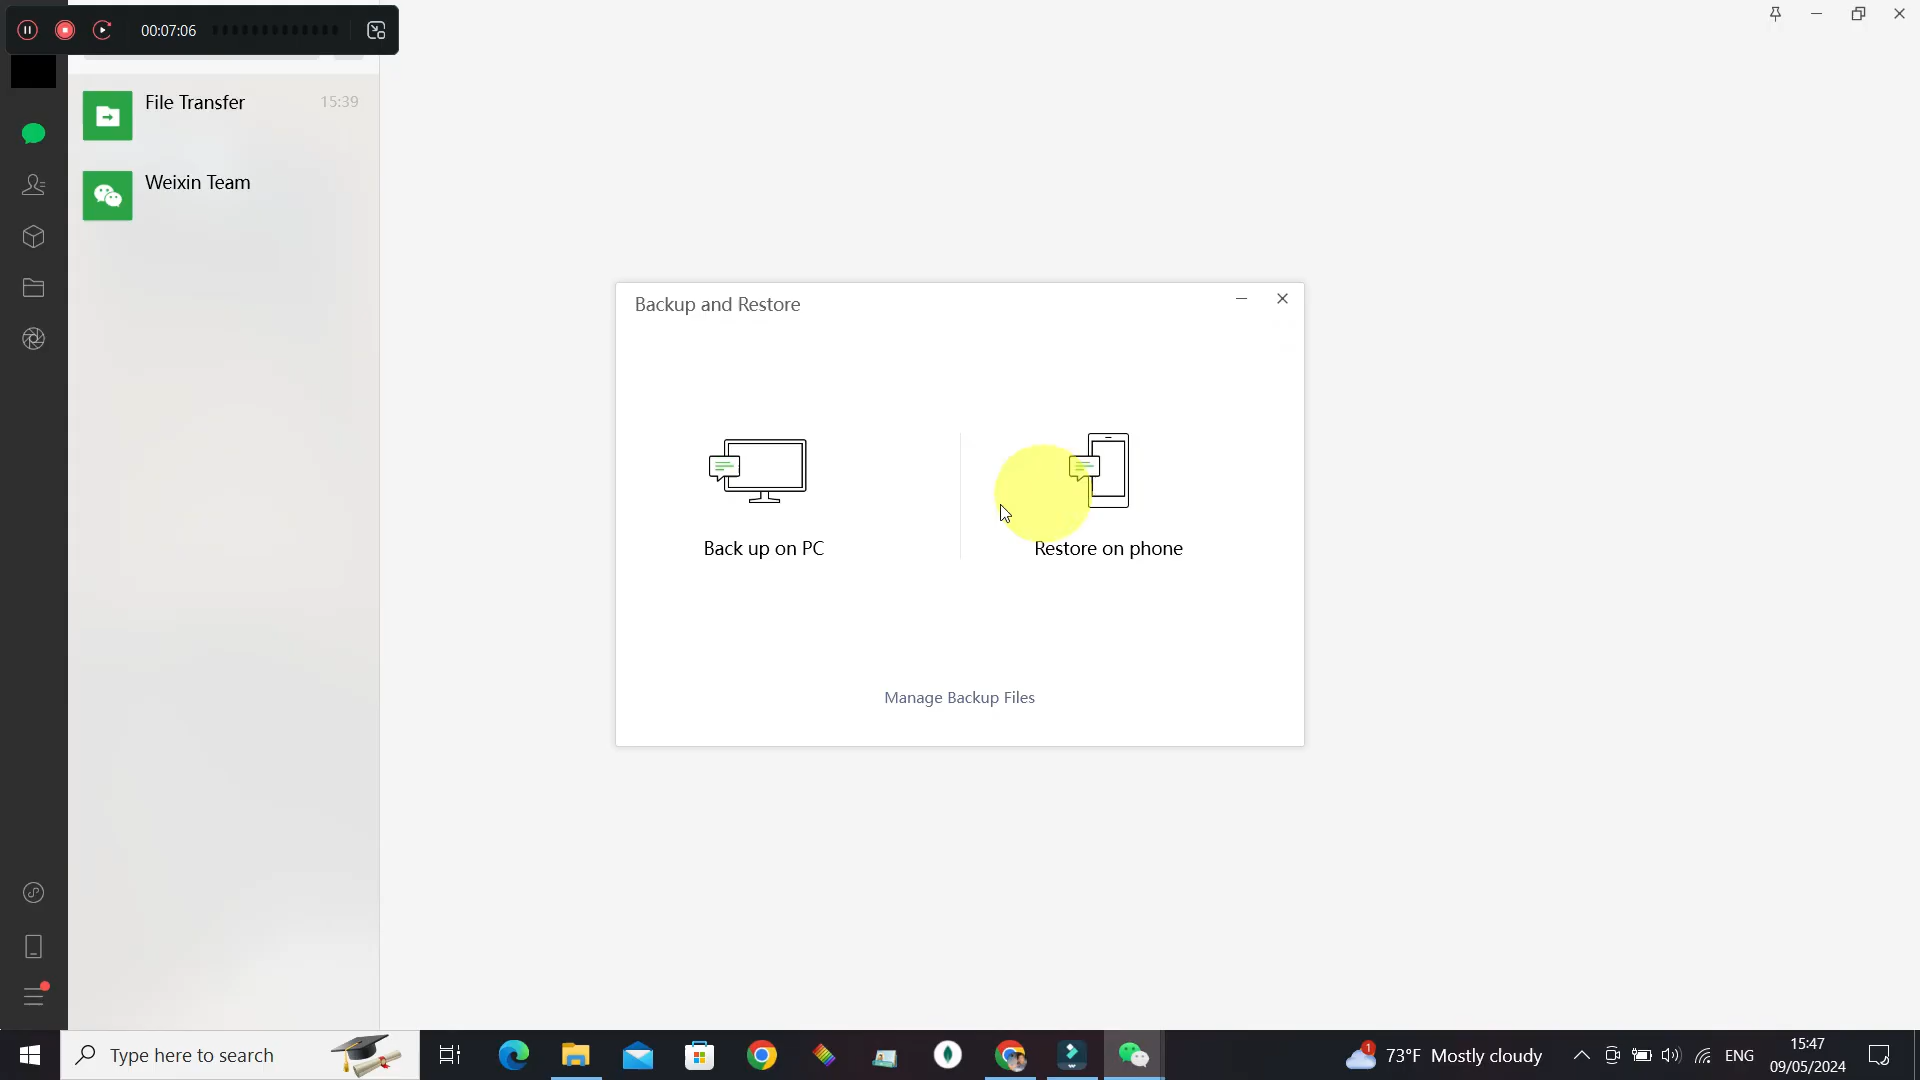 00:07:06
File Transfer 15:39
Weixin Team
Backup and Restore
Back up on PC
Restore on phone
Manage Backup Files
Type here to search
1
73°F Mostly cloudy
ENG
15:47
09/05/2024